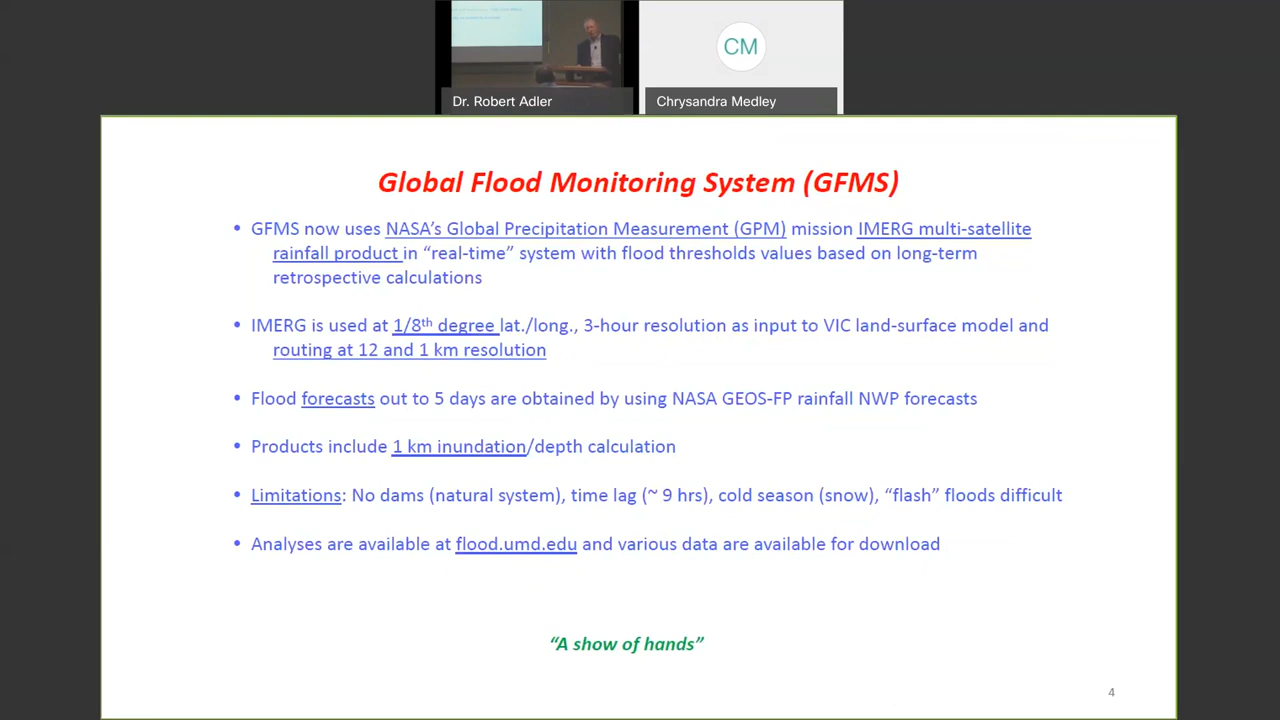 CM
Dr. Robert Adler
Chrysandra Medley
Global Flood Monitoring System (GFMS)
• GFMS now uses NASA's Global Precipitation Measurement (GPM) mission IMERG multi-satellite
rainfall product in “real-time” system with flood thresholds values based on long-term
retrospective calculations
• IMERG is used at 1/8th degree lat./long., 3-hour resolution as input to VIC land-surface model and
routing at 12 and 1 km resolution
• Flood forecasts out to 5 days are obtained by using NASA GEOS-FP rainfall NWP forecasts
• Products include 1 km inundation/depth calculation
• Limitations: No dams (natural system), time lag (~ 9 hrs), cold season (snow), “flash” floods difficult
• Analyses are available at flood.umd.edu and various data are available for download
“A show of hands”
4